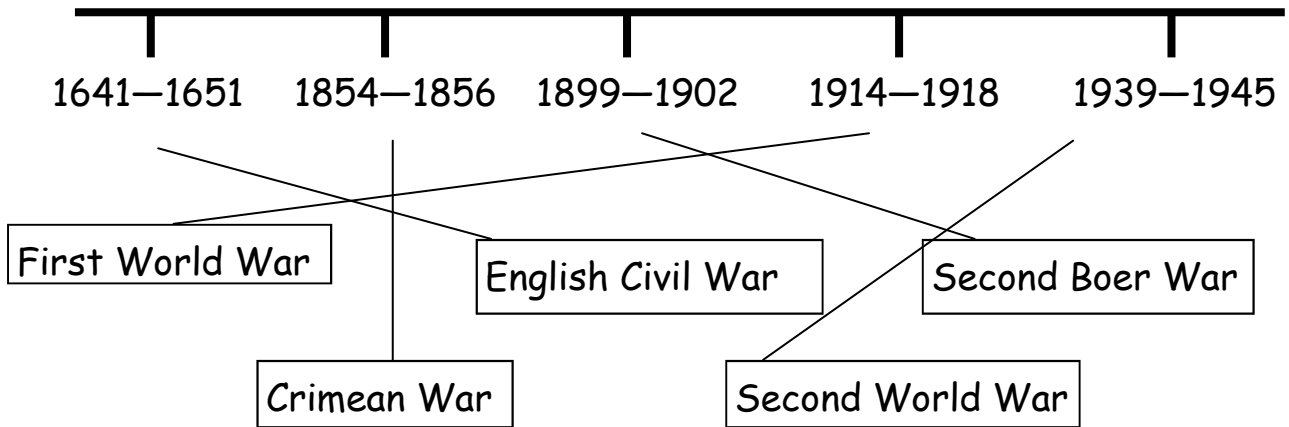 1641—1651 1854—1856 1899—1902 1914—1918 1939—1945
First World War
English Civil War
Second Boer War
Crimean War
Second World War